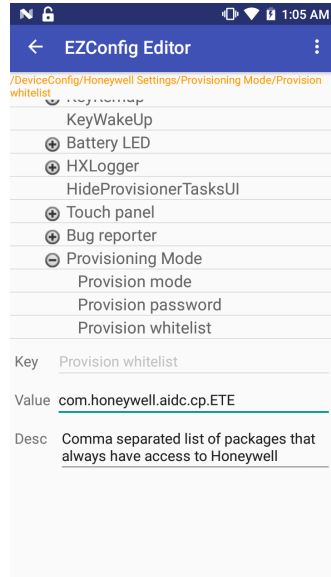 1:05 AM
EZConfig Editor
/DeviceConfig/Honeywell Settings/Provisioning Mode/Provision
whitelist
KeyRemap
KeyWakeUp
Battery LED
HXLogger
HideProvisionerTasksUI
Touch panel
Bug reporter
Provisioning Mode
Provision mode
Provision password
Provision whitelist
Key Provision whitelist
Value com.honeywell.aidc.cp.ETE
Desc Comma separated list of packages that
always have access to Honeywell